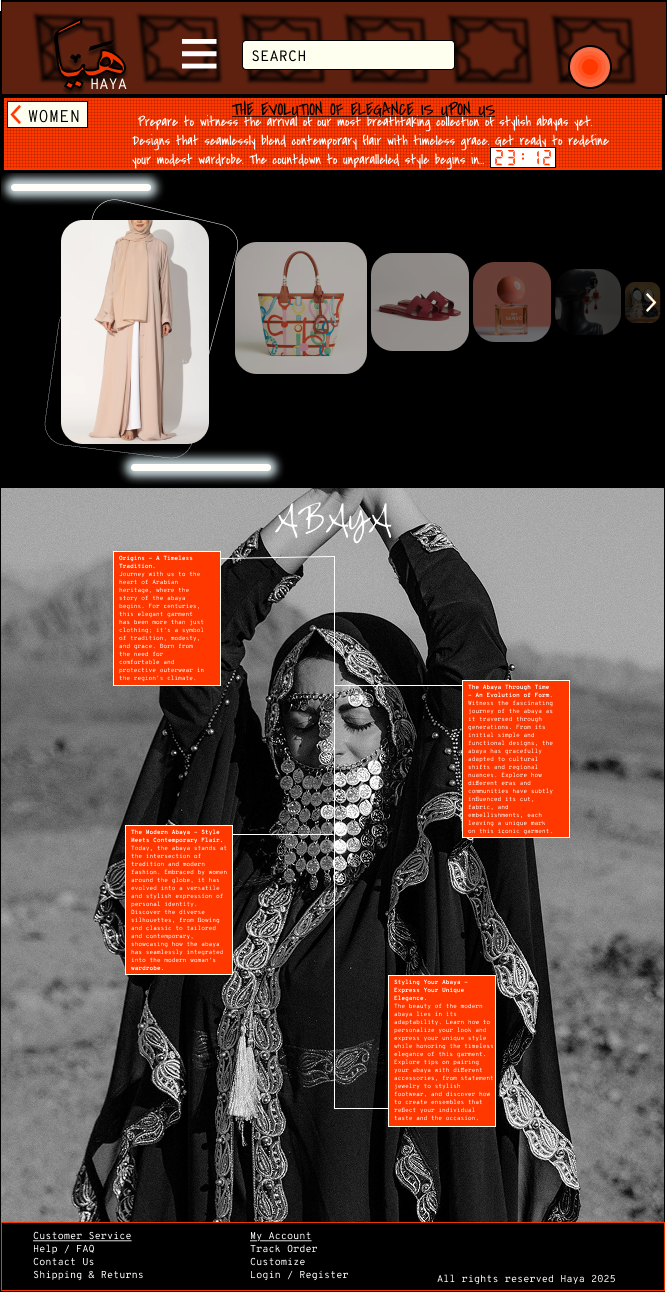 هيا
HAYA
SEARCH
WOMEN
THE EVOLUTION OF ELEGANCE IS UPON US
Prepare to witness the arrival of our most breathtaking collection of stylish abayas yet.
Designs that seamlessly blend contemporary flair with timeless grace. Get ready to redefine
your modest wardrobe. The countdown to unparalleled style begins in... 23:12
ABAYA
Origins – A Timeless
Tradition.
Journey with us to the
heart of Arabian
heritage, where the
story of the abaya
begins. For centuries,
this elegant garment
has been more than just
clothing; it's a symbol
of tradition, modesty,
and grace. Born from
the need for
comfortable and
protective outerwear in
the region's climate.
The Abaya Through Time
– An Evolution of Form.
Witness the fascinating
journey of the abaya as
it traversed through
generations. From its
initial simple and
functional designs, the
abaya has gracefully
adapted to cultural
shifts and regional
nuances. Explore how
different eras and
communities have subtly
influenced its cut,
fabric, and
embellishments, each
leaving a unique mark
on this iconic garment.
The Modern Abaya – Style
Meets Contemporary Flair.
Today, the abaya stands at
the intersection of
tradition and modern
fashion. Embraced by women
around the globe, it has
evolved into a versatile
and stylish expression of
personal identity.
Discover the diverse
silhouettes, from flowing
and classic to tailored
and contemporary,
showcasing how the abaya
has seamlessly integrated
into the modern woman's
wardrobe.
Styling Your Abaya –
Express Your Unique
Elegance.
The beauty of the modern
abaya lies in its
adaptability. Learn how to
personalize your look and
express your unique style
while honoring the timeless
elegance of this garment.
Explore tips on pairing
your abaya with different
accessories, from statement
jewelry to stylish
footwear, and discover how
to create ensembles that
reflect your individual
taste and the occasion.
Customer Service
Help / FAQ
Contact Us
Shipping & Returns
My Account
Track Order
Customize
Login / Register
All rights reserved Haya 2025